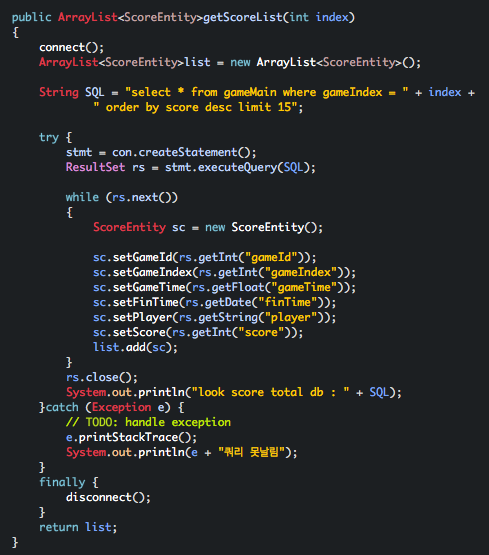 public ArrayList<ScoreEntity>getScoreList(int index)
{
    connect();
    ArrayList<ScoreEntity>list = new ArrayList<ScoreEntity>();

    String SQL = "select * from gameMain where gameIndex = " + index +
            " order by score desc limit 15";

    try {
        stmt = con.createStatement();
        ResultSet rs = stmt.executeQuery(SQL);

        while (rs.next())
        {
            ScoreEntity sc = new ScoreEntity();

            sc.setGameId(rs.getInt("gameId"));
            sc.setGameIndex(rs.getInt("gameIndex"));
            sc.setGameTime(rs.getFloat("gameTime"));
            sc.setFinTime(rs.getDate("finTime"));
            sc.setPlayer(rs.getString("player"));
            sc.setScore(rs.getInt("score"));
            list.add(sc);
        }
        rs.close();
        System.out.println("look score total db : " + SQL);
    }catch (Exception e) {
        // TODO: handle exception
        e.printStackTrace();
        System.out.println(e + "쿼리 못날림");
    }
    finally {
        disconnect();
    }
    return list;
}